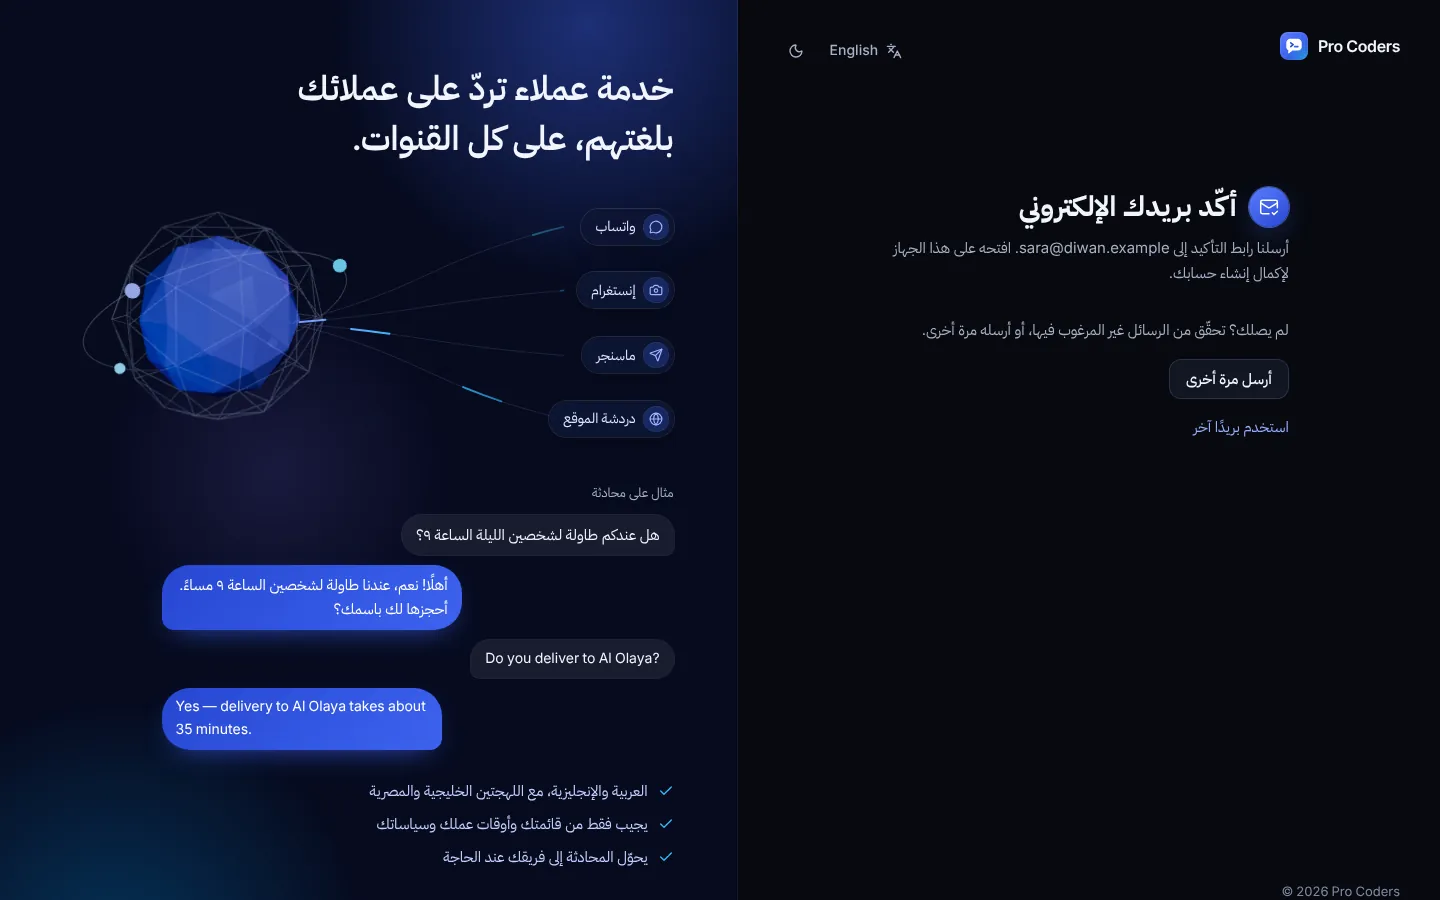 Pro Coders
English
أكّد بريدك الإلكتروني
أرسلنا رابط التأكيد إلى sara@diwan.example. افتحه على هذا الجهاز
لإكمال إنشاء حسابك.
لم يصلك؟ تحقّق من الرسائل غير المرغوب فيها، أو أرسله مرة أخرى.
أرسل مرة أخرى
استخدم بريدًا آخر
© 2026 Pro Coders
خدمة عملاء تردّ على عملائك
بلغتهم، على كل القنوات.
واتساب
إنستغرام
ماسنجر
دردشة الموقع
مثال على محادثة
هل عندكم طاولة لشخصين الليلة الساعة ٩؟
أهلًا! نعم، عندنا طاولة لشخصين الساعة ٩ مساءً.
أحجزها لك باسمك؟
Do you deliver to Al Olaya?
Yes — delivery to Al Olaya takes about
35 minutes.
العربية والإنجليزية، مع اللهجتين الخليجية والمصرية
يجيب فقط من قائمتك وأوقات عملك وسياساتك
يحوّل المحادثة إلى فريقك عند الحاجة